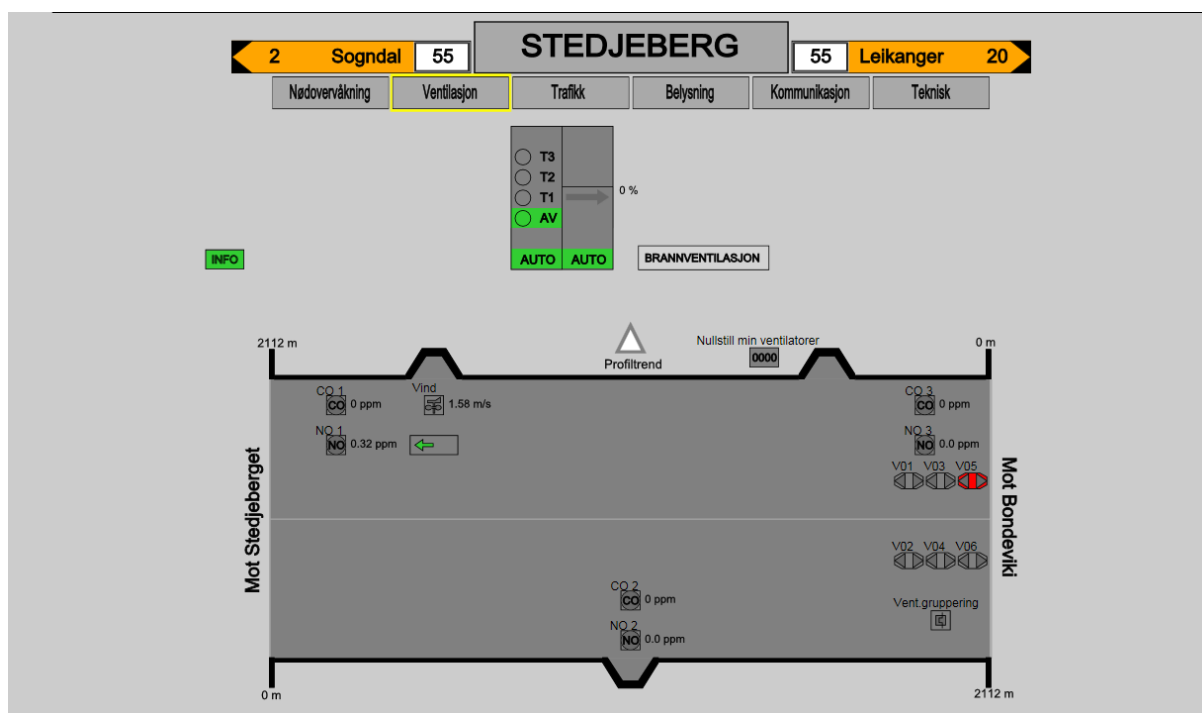 STEDJEBERG
2 Sogndal 55
55 Leikanger 20
Nødovervåkning Ventilasjon Trafikk Belysning Kommunikasjon Teknisk
T3
T2
T1
0 %
AV
INFO
AUTO AUTO
BRANNVENTILASJON
2112 m
Profiltrend
Nullstill min ventilatorer
0000
0 m
CO 1
CO 0 ppm
Vind
1.58 m/s
CO 3
CO 0 ppm
NO 1
NO 0.32 ppm
NO 3
NO 0.0 ppm
V01 V03 V05
Mot Stedjeberget
Mot Bondeviki
V02 V04 V06
CO 2
CO 0 ppm
Vent.gruppering
NO 2
NO 0.0 ppm
0 m
2112 m